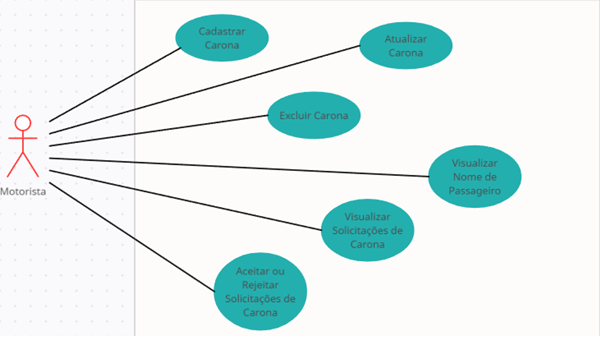 Cadastrar
Carona
Atualizar
Carona
Excluir Carona
Motorista
Visualizar
Nome de
Passageiro
Visualizar
Solicitações de
Carona
Aceitar ou
Rejeitar
Solicitações de
Carona